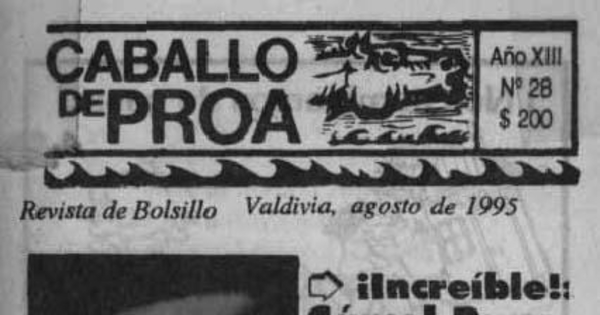 CABALLO
DE PROA
Año XIII
Nº 28
$ 200
Revista de Bolsillo Valdivia, agosto de 1995
¡Increíble!: